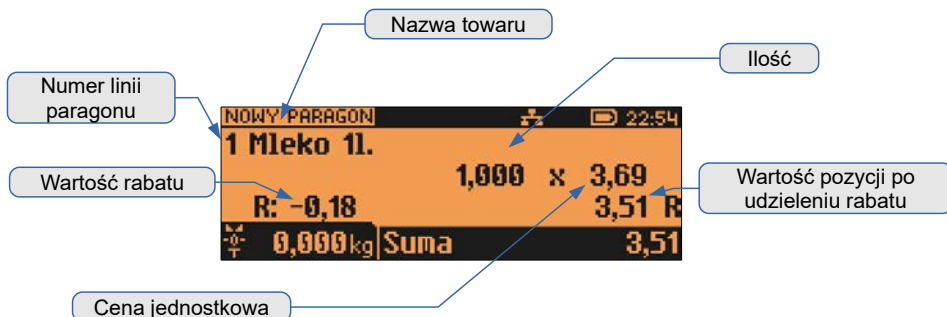 Nazwa towaru
Ilość
Numer linii
paragonu
NOWY PARAGON 22:54
1 Mleko 1l.
1,000 x 3,69
Wartość rabatu
R: -0,18 3,51 R
Wartość pozycji po
udzieleniu rabatu
-0- T 0,000kg Suma 3,51
Cena jednostkowa